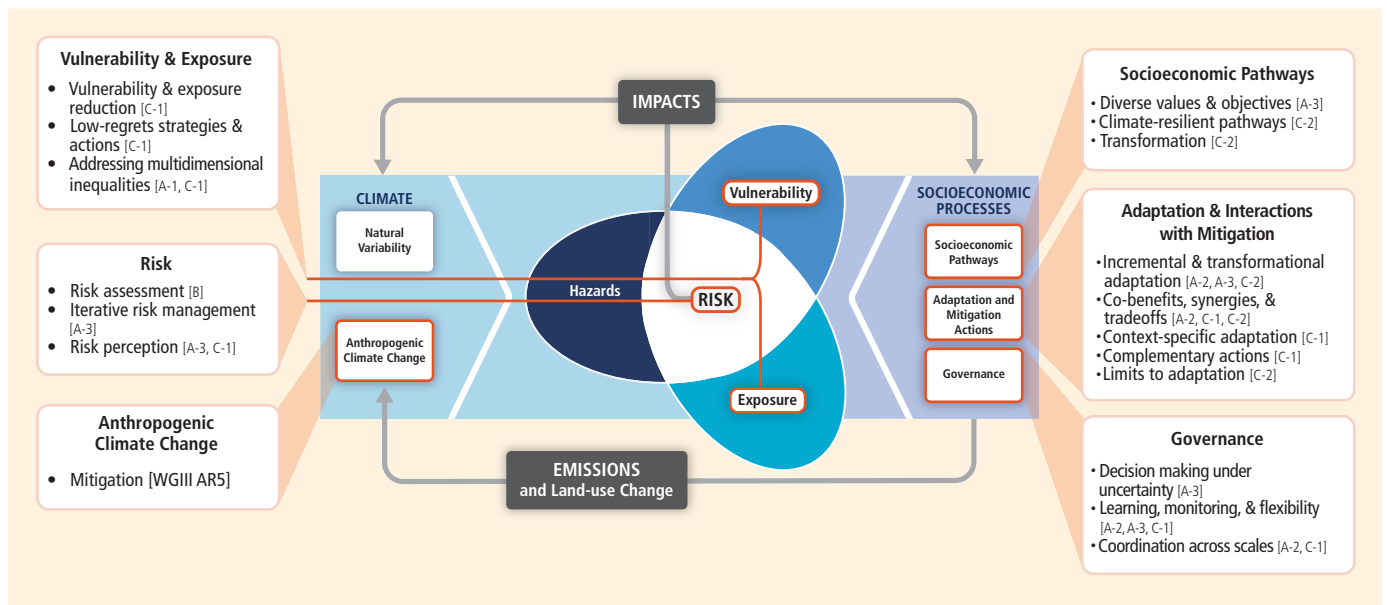 Vulnerability & Exposure
• Vulnerability & exposure
reduction [C-1]
• Low-regrets strategies &
actions [C-1]
• Addressing multidimensional
inequalities [A-1, C-1]
Risk
• Risk assessment [B]
• Iterative risk management
[A-3]
• Risk perception [A-3, C-1]
Anthropogenic
Climate Change
• Mitigation [WGIII AR5]
IMPACTS
CLIMATE
Natural
Variability
Anthropogenic
Climate Change
Vulnerability
Hazards
RISK
Exposure
EMISSIONS
and Land-use Change
SOCIOECONOMIC
PROCESSES
Socioeconomic
Pathways
Adaptation and
Mitigation
Actions
Governance
Socioeconomic Pathways
• Diverse values & objectives [A-3]
• Climate-resilient pathways [C-2]
• Transformation [C-2]
Adaptation & Interactions
with Mitigation
• Incremental & transformational
adaptation [A-2, A-3, C-2]
• Co-benefits, synergies, &
tradeoffs [A-2, C-1, C-2]
• Context-specific adaptation [C-1]
• Complementary actions [C-1]
• Limits to adaptation [C-2]
Governance
• Decision making under
uncertainty [A-3]
• Learning, monitoring, & flexibility
[A-2, A-3, C-1]
• Coordination across scales [A-2, C-1]